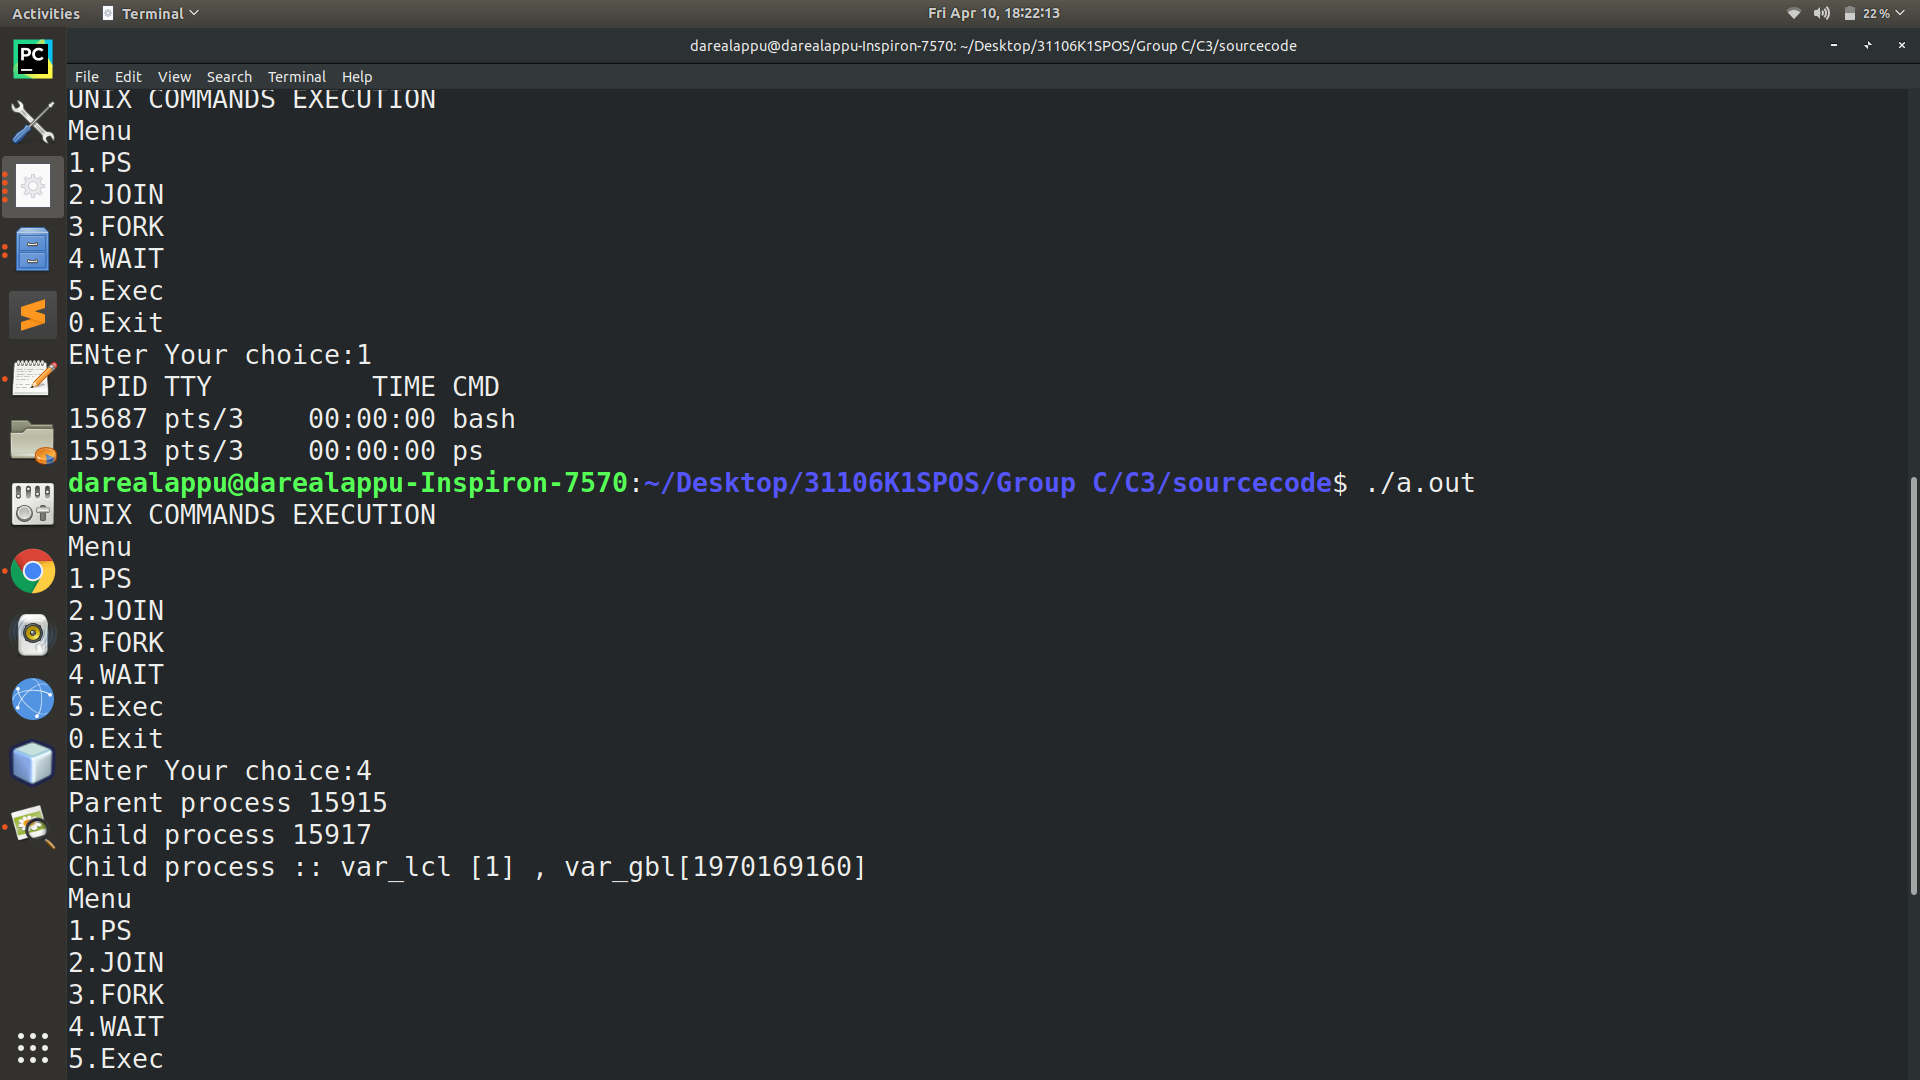 Activities Terminal Fri Apr 10, 18:22:13 22%
darealappu@darealappu-Inspiron-7570: ~/Desktop/31106K1SPOS/Group C/C3/sourcecode
File Edit View Search Terminal Help
UNIX COMMANDS EXECUTION
Menu
1.PS
2.JOIN
3.FORK
4.WAIT
5.Exec
0.Exit
ENter Your choice:1
  PID TTY          TIME CMD
15687 pts/3    00:00:00 bash
15913 pts/3    00:00:00 ps
darealappu@darealappu-Inspiron-7570:~/Desktop/31106K1SPOS/Group C/C3/sourcecode$ ./a.out
UNIX COMMANDS EXECUTION
Menu
1.PS
2.JOIN
3.FORK
4.WAIT
5.Exec
0.Exit
ENter Your choice:4
Parent process 15915
Child process 15917
Child process :: var_lcl [1] , var_gbl[1970169160]
Menu
1.PS
2.JOIN
3.FORK
4.WAIT
5.Exec
PC